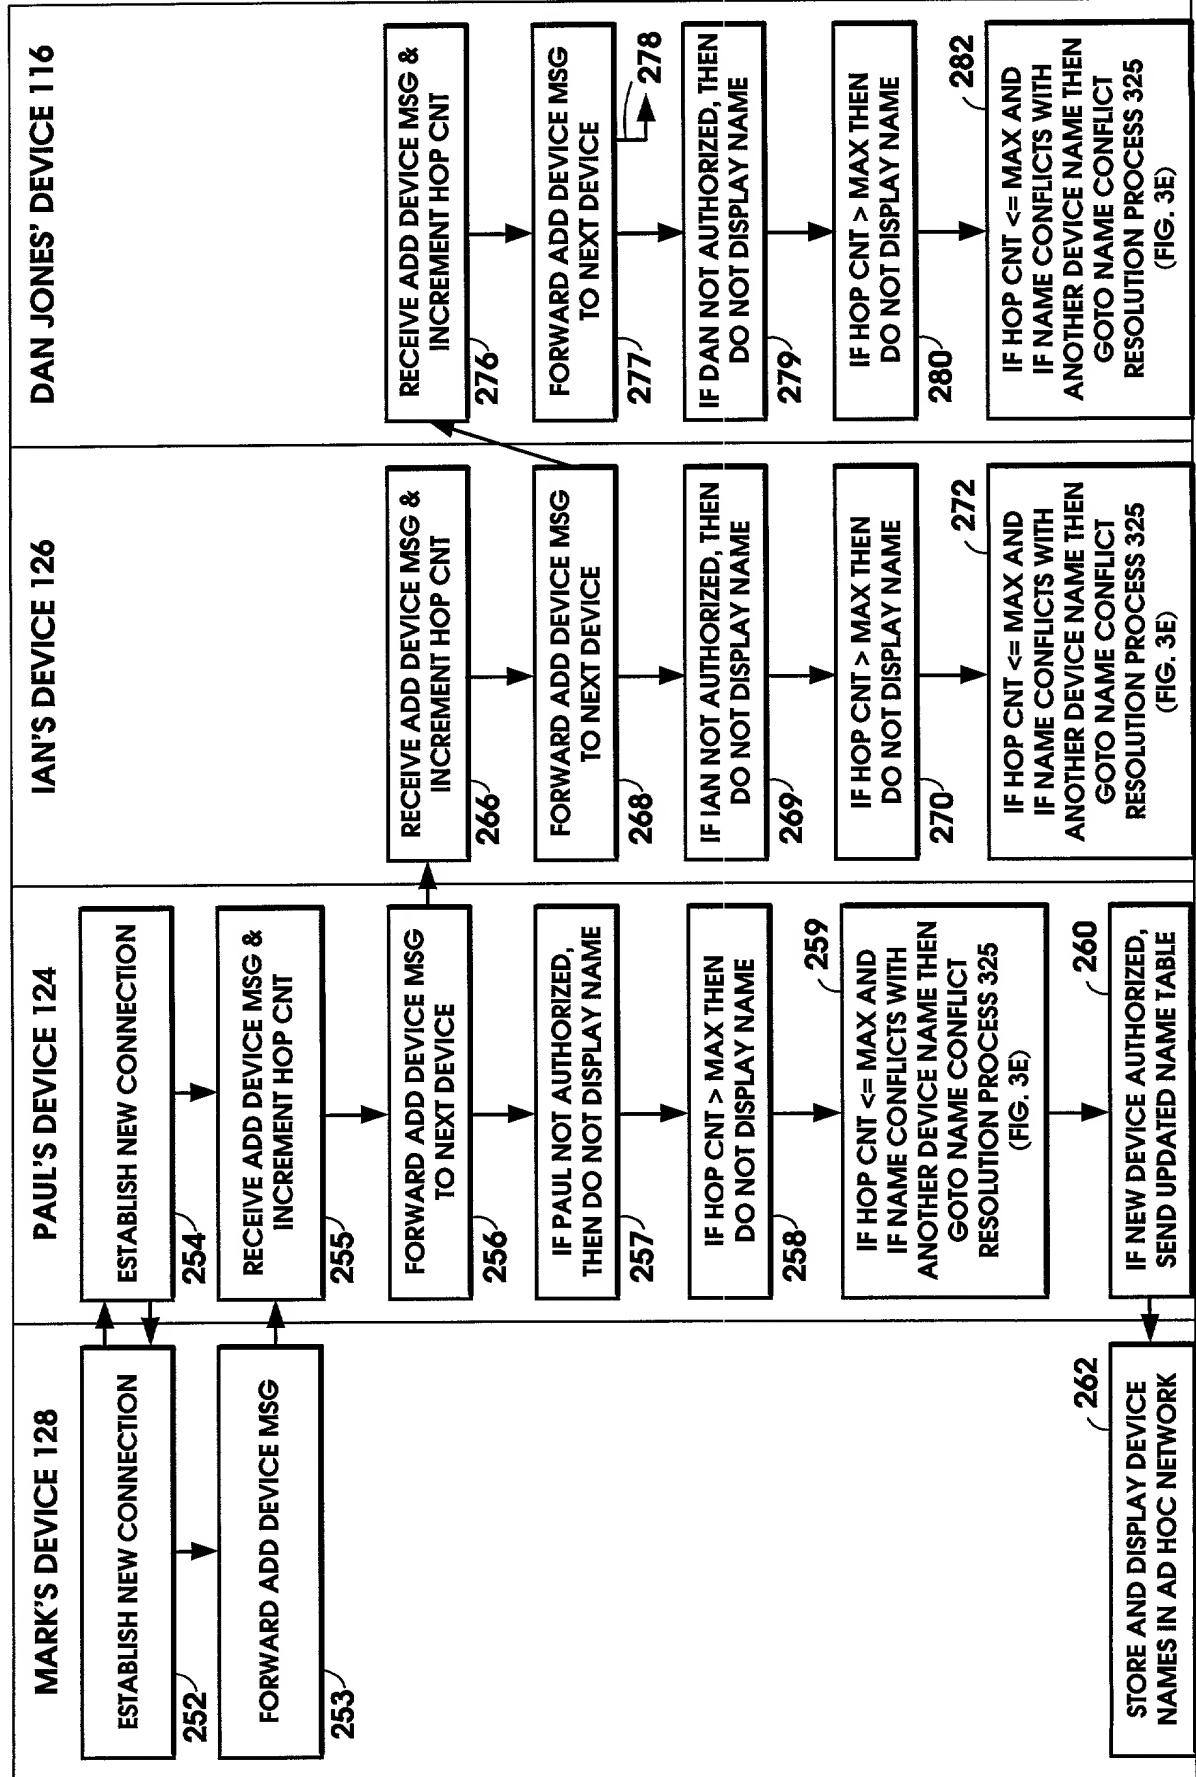 MARK'S DEVICE 128
ESTABLISH NEW CONNECTION
252
FORWARD ADD DEVICE MSG
253
STORE AND DISPLAY DEVICE
NAMES IN AD HOC NETWORK
262
PAUL'S DEVICE 124
ESTABLISH NEW CONNECTION
254
RECEIVE ADD DEVICE MSG &
INCREMENT HOP CNT
255
FORWARD ADD DEVICE MSG
TO NEXT DEVICE
256
IF PAUL NOT AUTHORIZED,
THEN DO NOT DISPLAY NAME
257
IF HOP CNT > MAX THEN
DO NOT DISPLAY NAME
258
259
IF HOP CNT <= MAX AND
IF NAME CONFLICTS WITH
ANOTHER DEVICE NAME THEN
GOTO NAME CONFLICT
RESOLUTION PROCESS 325
(FIG. 3E)
260
IF NEW DEVICE AUTHORIZED,
SEND UPDATED NAME TABLE
IAN'S DEVICE 126
RECEIVE ADD DEVICE MSG &
INCREMENT HOP CNT
266
FORWARD ADD DEVICE MSG
TO NEXT DEVICE
268
IF IAN NOT AUTHORIZED, THEN
DO NOT DISPLAY NAME
269
IF HOP CNT > MAX THEN
DO NOT DISPLAY NAME
270
272
IF HOP CNT <= MAX AND
IF NAME CONFLICTS WITH
ANOTHER DEVICE NAME THEN
GOTO NAME CONFLICT
RESOLUTION PROCESS 325
(FIG. 3E)
DAN JONES' DEVICE 116
RECEIVE ADD DEVICE MSG &
INCREMENT HOP CNT
276
FORWARD ADD DEVICE MSG
TO NEXT DEVICE
277
278
IF DAN NOT AUTHORIZED, THEN
DO NOT DISPLAY NAME
279
IF HOP CNT > MAX THEN
DO NOT DISPLAY NAME
280
282
IF HOP CNT <= MAX AND
IF NAME CONFLICTS WITH
ANOTHER DEVICE NAME THEN
GOTO NAME CONFLICT
RESOLUTION PROCESS 325
(FIG. 3E)